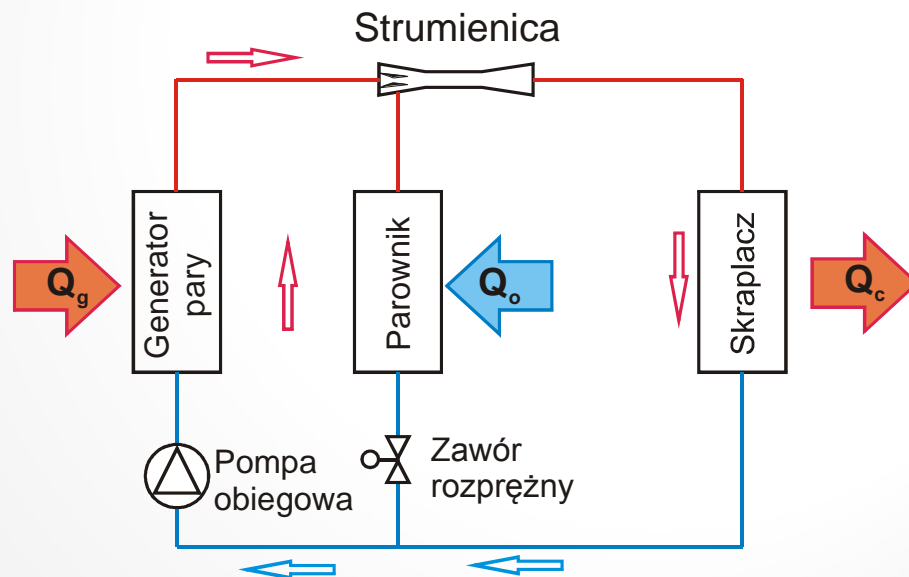 Strumienica
Generator
pary
Parownik
Skraplacz
Qg
Qo
Qc
Pompa
obiegowa
Zawór
rozprężny